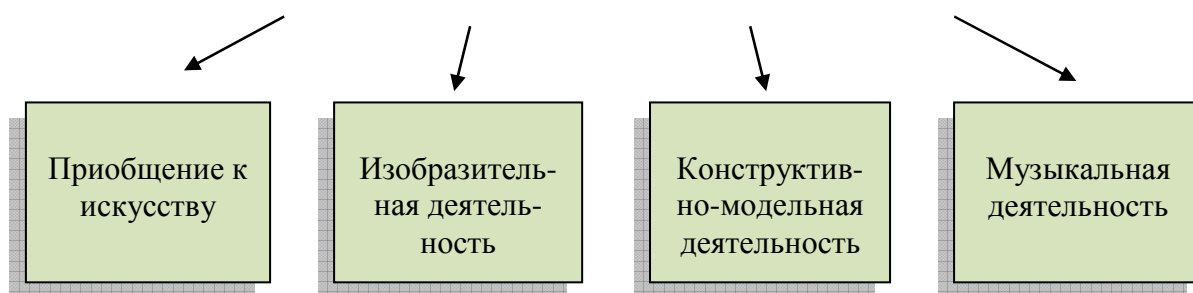 Приобщение к
искусству
Изобразитель-
ная деятель-
ность
Конструктив-
но-модельная
деятельность
Музыкальная
деятельность